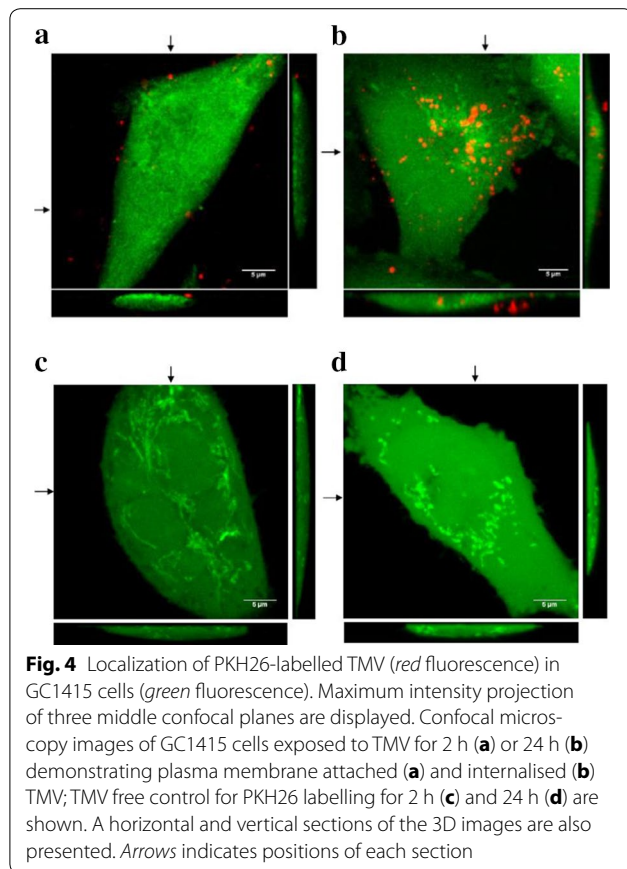 a
b
5 µm
5 µm
c
d
5 µm
5 µm
Fig. 4 Localization of PKH26-labelled TMV (red fluorescence) in
GC1415 cells (green fluorescence). Maximum intensity projection
of three middle confocal planes are displayed. Confocal micros-
copy images of GC1415 cells exposed to TMV for 2 h (a) or 24 h (b)
demonstrating plasma membrane attached (a) and internalised (b)
TMV; TMV free control for PKH26 labelling for 2 h (c) and 24 h (d) are
shown. A horizontal and vertical sections of the 3D images are also
presented. Arrows indicates positions of each section